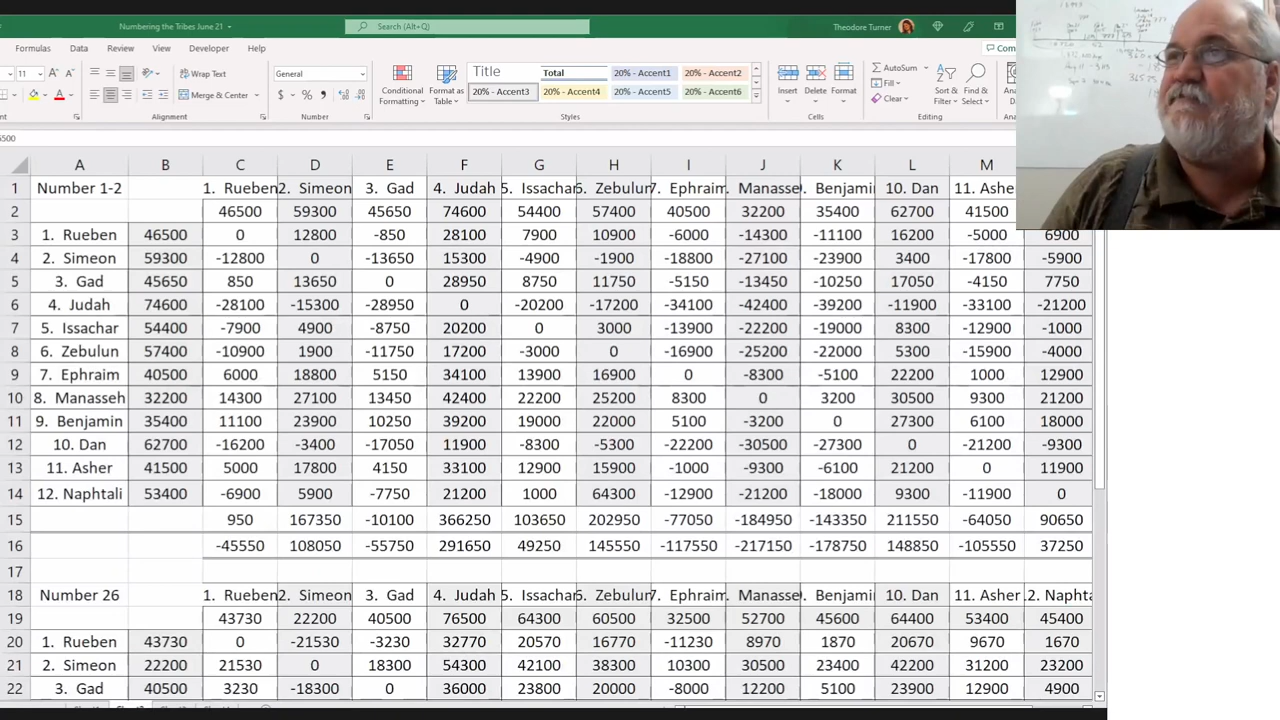 Numbering the Tribes June 21
Search (Alt+Q)
Theodore Turner
Formulas Data Review View Developer Help
11 A A Wrap Text General Title Total 20% - Accent1 20% - Accent2 AutoSum
Merge & Center $ % 9 Conditional Formatting Format as Table 20% - Accent3 20% - Accent4 20% - Accent5 20% - Accent6 Insert Delete Format Fill Clear Sort & Filter Find & Select
Alignment Number Styles Cells Editing
A B C D E F G H I J K L M
1 Number 1-2 1. Rueben 2. Simeon 3. Gad 4. Judah 5. Issachar 6. Zebulun 7. Ephraim Manasse Benjamin 10. Dan 11. Asher
2 46500 59300 45650 74600 54400 57400 40500 32200 35400 62700 41500
3 1. Rueben 46500 0 12300 -850 28100 7900 10900 -6000 -14300 -11100 16200 -5000 6900
4 2. Simeon 59300 -12800 0 -13650 15300 -4900 -1900 -18800 -27100 -23900 3400 -17800 -5900
5 3. Gad 45650 850 13650 0 28950 8750 11750 -5150 -13450 -10250 17050 -4150 7750
6 4. Judah 74600 -28100 -15300 -28950 0 -20200 -17200 -34100 -42400 -39200 -11900 -33100 -21200
7 5. Issachar 54400 -7900 4900 -8750 20200 0 3000 -13900 -22200 -19000 8300 -12900 -1000
8 6. Zebulun 57400 -10900 1900 -11750 17200 -3000 0 -16900 -25200 -22000 5300 -15900 -4000
9 7. Ephraim 40500 6000 18800 5150 34100 13900 16900 0 -8300 -5100 22200 1000 12900
10 8. Manasseh 32200 14300 27100 13450 42400 22200 25200 8300 0 3200 30500 9300 21200
11 9. Benjamin 35400 11100 23900 10250 39200 19000 22000 5100 -3200 0 27300 6100 18000
12 10. Dan 62700 -16200 -3400 -17050 11900 -8300 -5300 -22200 -30500 -27300 0 -21200 -9300
13 11. Asher 41500 5000 17800 4150 33100 12900 15900 -1000 -9300 -6100 21200 0 11900
14 12. Naphtali 53400 -6900 5900 -7750 21200 1000 64300 -12900 -21200 -18000 9300 -11900 0
15 950 167350 -10100 366250 103650 202950 -77050 -184950 -143350 211550 -64050 90650
16 -45550 108050 -55750 291650 49250 145550 -117550 -217150 -178750 148850 -105550 37250
17
18 Number 26 1. Rueben 2. Simeon 3. Gad 4. Judah 5. Issachar 6. Zebulun 7. Ephraim Manasse Benjamin 10. Dan 11. Asher 12. Naphta
19 43730 22200 40500 76500 64300 60500 32500 52700 45600 64400 53400 45400
20 1. Rueben 43730 0 -21530 -3230 32770 20570 16770 -11230 8970 1870 20670 9670 1670
21 2. Simeon 22200 21530 0 18300 54300 42100 38300 10300 30500 23400 42200 31200 23200
22 3. Gad 40500 3230 -18300 0 36000 23800 20000 -8000 12200 5100 23900 12900 4900